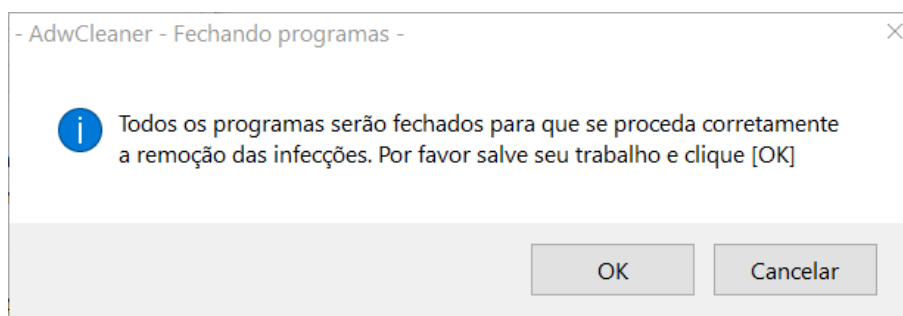 - AdwCleaner - Fechando programas -
Todos os programas serão fechados para que se proceda corretamente
a remoção das infecções. Por favor salve seu trabalho e clique [OK]
OK
Cancelar